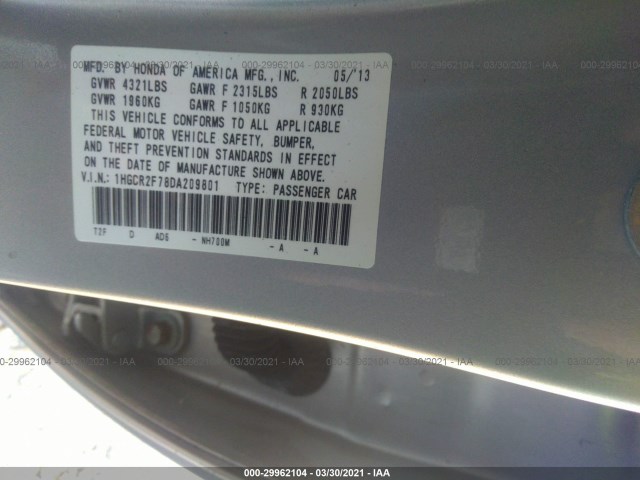 000-29962104 - 03/30/2021 - IAA
MFD. BY HONDA OF AMERICA MFG., INC. 05/'13
GVWR 4321LBS GAWR F 2315LBS R 2050LBS
GVWR 1960KG GAWR F 1050KG R 930KG
THIS VEHICLE CONFORMS TO ALL APPLICABLE
FEDERAL MOTOR VEHICLE SAFETY, BUMPER,
AND THEFT PREVENTION STANDARDS IN EFFECT
ON THE DATE OF MANUFACTURE SHOWN ABOVE.
V.I.N.: 1HGCR2F78DA209801 TYPE: PASSENGER CAR
T2F D AD6 - NH700M - A - A
000-29962104 - 03/30/2021 - IAA
000-29962104 - 03/30/2021 - IAA